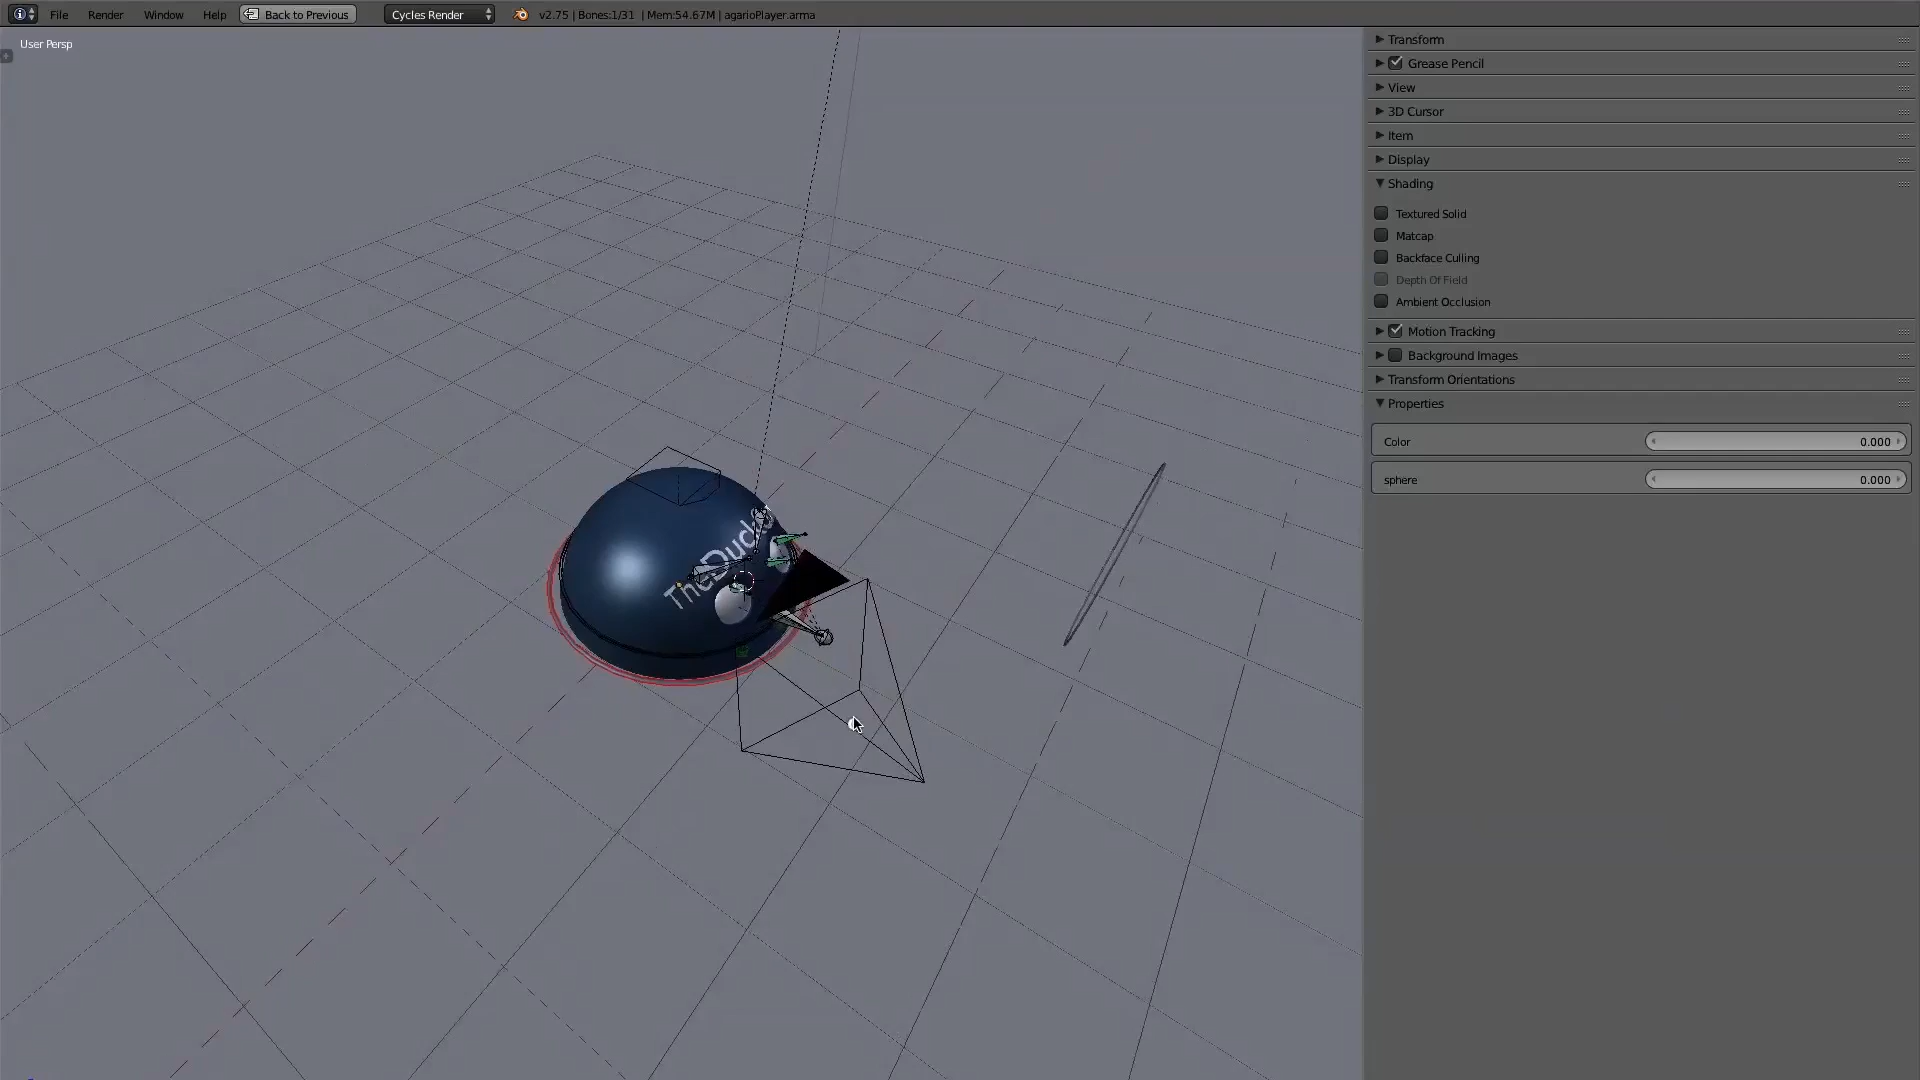 File Render Window Help Back to Previous Cycles Render v2.75 | Bones:1/31 | Mem:54.67M | agarioPlayer.arma
User Persp
Transform
Grease Pencil
View
3D Cursor
Item
Display
Shading
Textured Solid
Matcap
Backface Culling
Depth Of Field
Ambient Occlusion
Motion Tracking
Background Images
Transform Orientations
Properties
Color 0.000
sphere 0.000